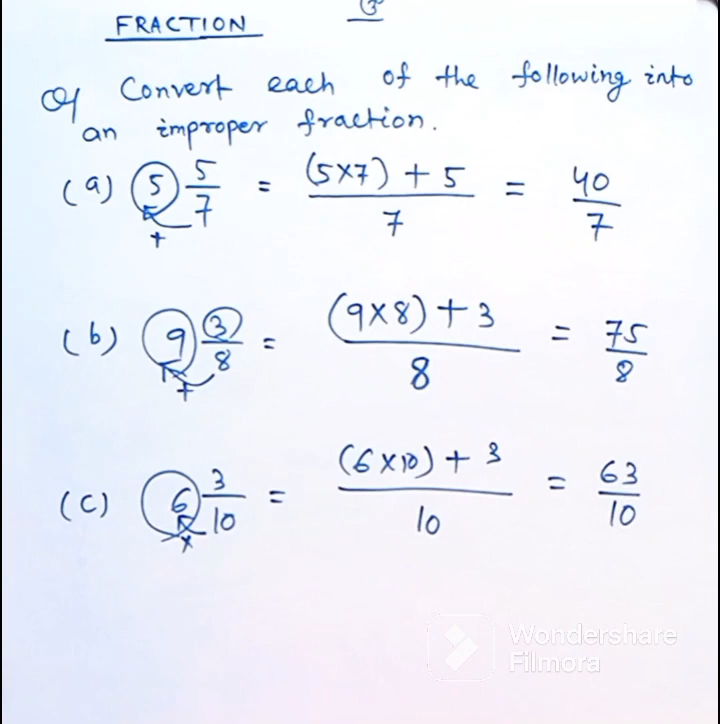 FRACTION
Q Convert each of the following into
an improper fraction.
(a) 5 5/7 = (5×7) + 5 / 7 = 40/7
(b) 9 3/8 = (9×8) + 3 / 8 = 75/8
(c) 6 3/10 = (6×10) + 3 / 10 = 63/10
Wondershare
Filmora